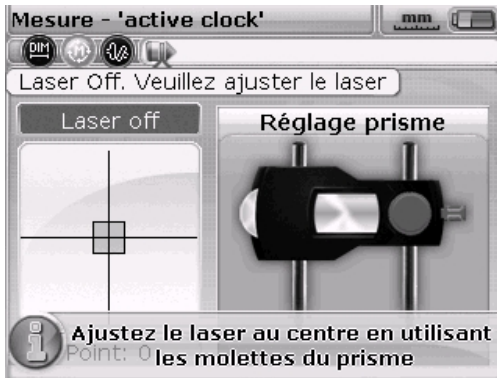 Mesure - 'active clock'
mm
DIM
M
Laser Off. Veuillez ajuster le laser
Laser off
Réglage prisme
Ajustez le laser au centre en utilisant
Point: 0
les molettes du prisme